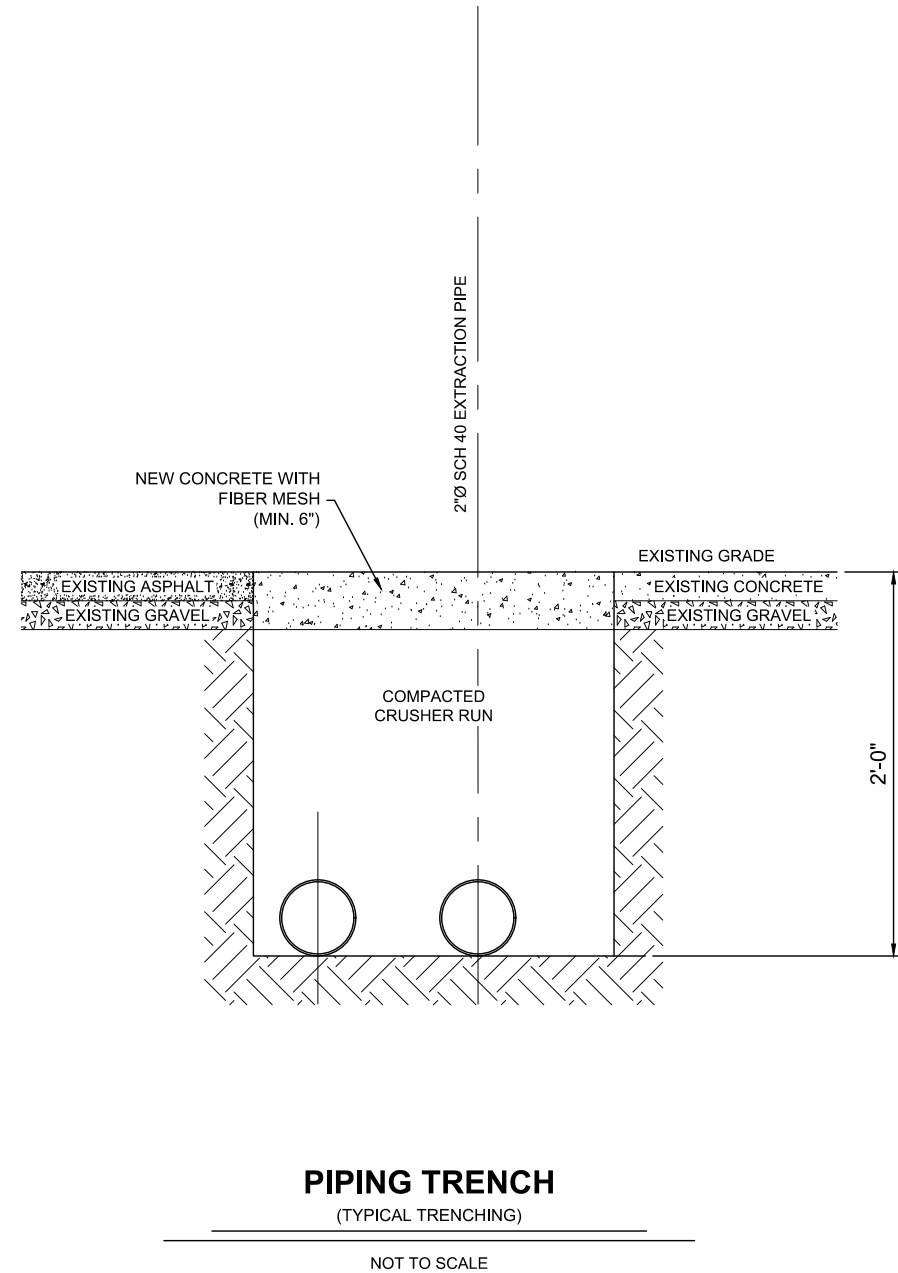 2"Ø SCH 40 EXTRACTION PIPE
NEW CONCRETE WITH
FIBER MESH
(MIN. 6")
EXISTING GRADE
EXISTING ASPHALT
EXISTING CONCRETE
EXISTING GRAVEL
EXISTING GRAVEL
COMPACTED
CRUSHER RUN
2'-0"
PIPING TRENCH
(TYPICAL TRENCHING)
NOT TO SCALE